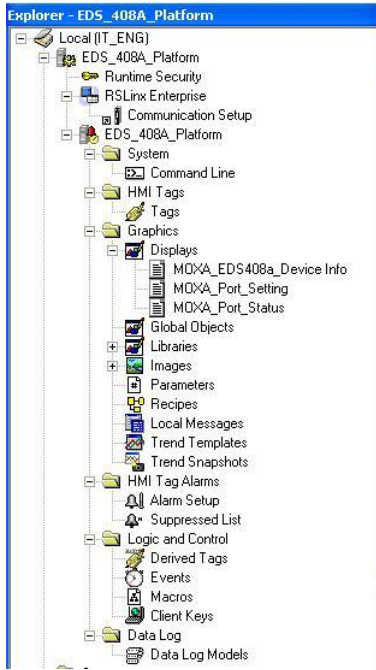 Explorer - EDS_408A_Platform
Local (IT_ENG)
EDS_408A_Platform
Runtime Security
RSLinx Enterprise
Communication Setup
EDS_408A_Platform
System
Command Line
HMI Tags
Tags
Graphics
Displays
MOXA_EDS408a_Device Info
MOXA_Port_Setting
MOXA_Port_Status
Global Objects
Libraries
Images
Parameters
Recipes
Local Messages
Trend Templates
Trend Snapshots
HMI Tag Alarms
Alarm Setup
Suppressed List
Logic and Control
Derived Tags
Events
Macros
Client Keys
Data Log
Data Log Models